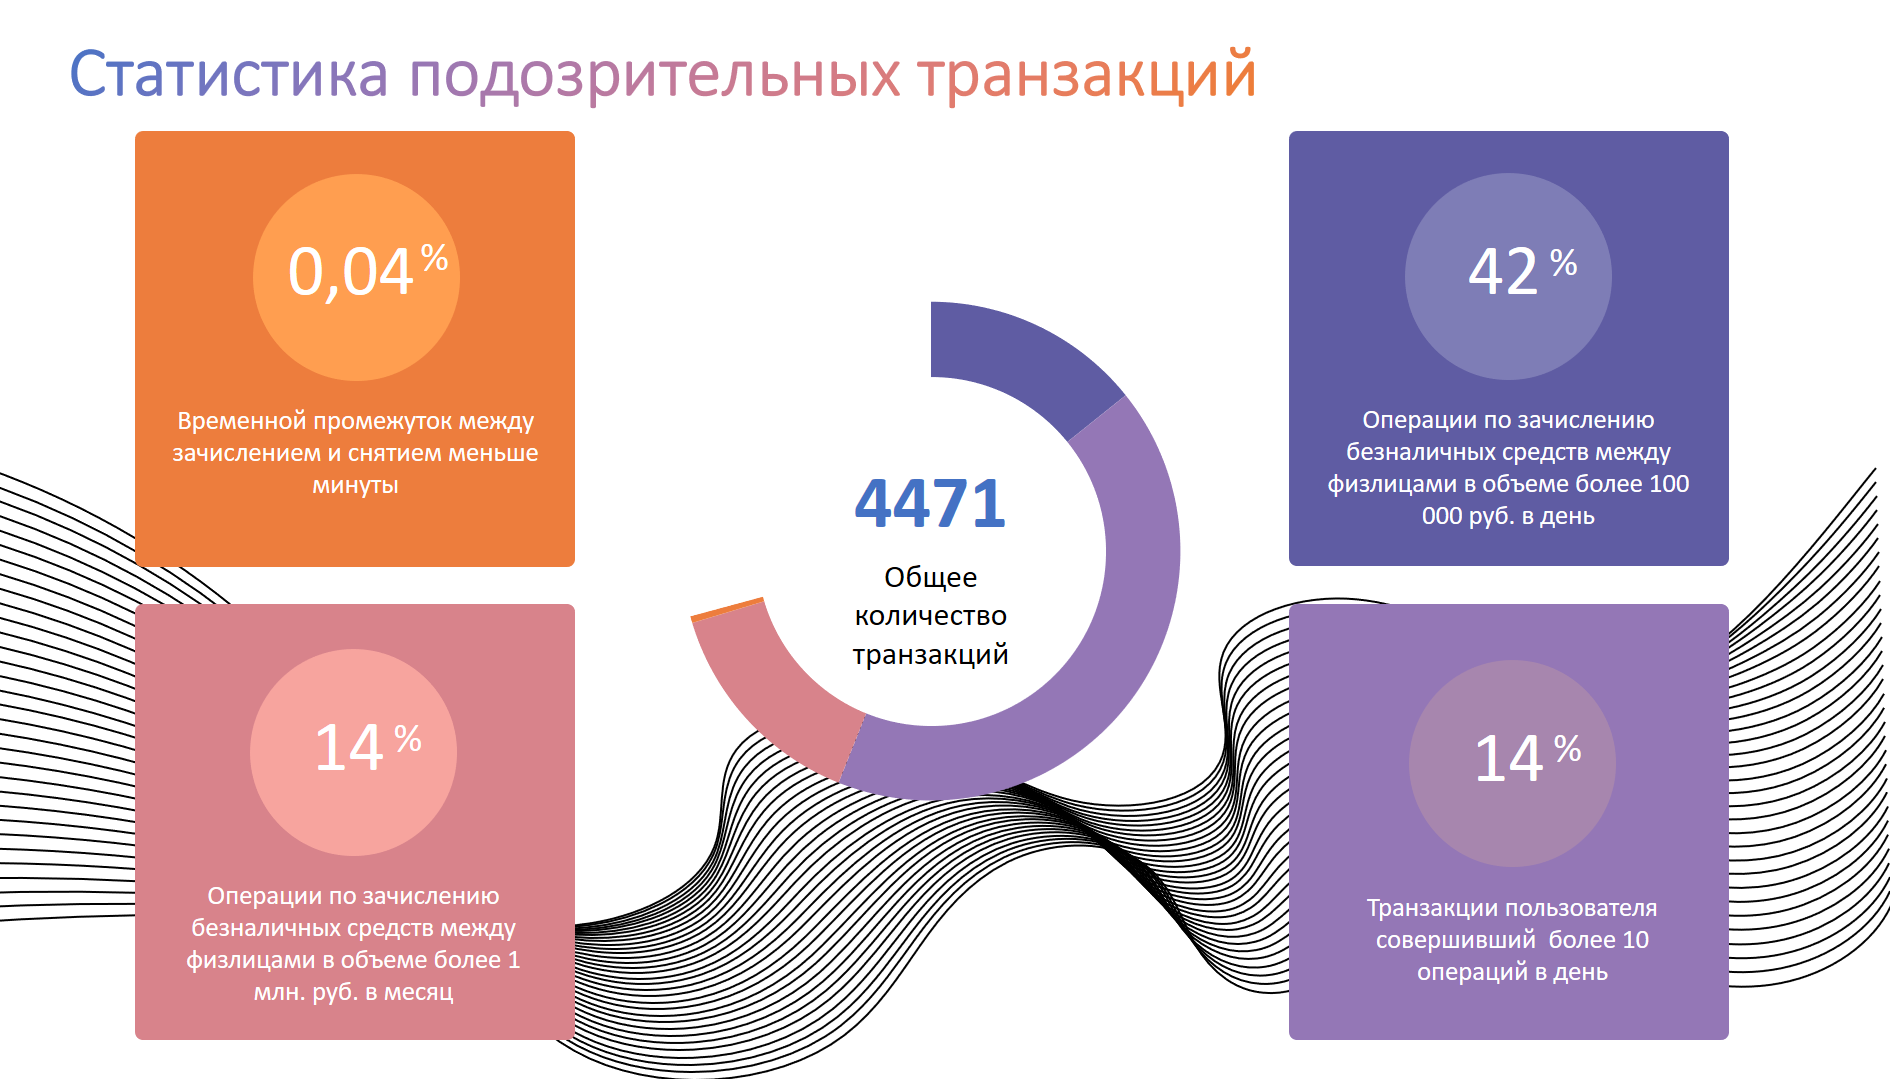 Статистика подозрительных транзакций
0,04 %
Временной промежуток между
зачислением и снятием меньше
минуты
42 %
Операции по зачислению
безналичных средств между
физлицами в объеме более 100
000 руб. в день
4471
Общее
количество
транзакций
14 %
Операции по зачислению
безналичных средств между
физлицами в объеме более 1
млн. руб. в месяц
14 %
Транзакции пользователя
совершивший  более 10
операций в день